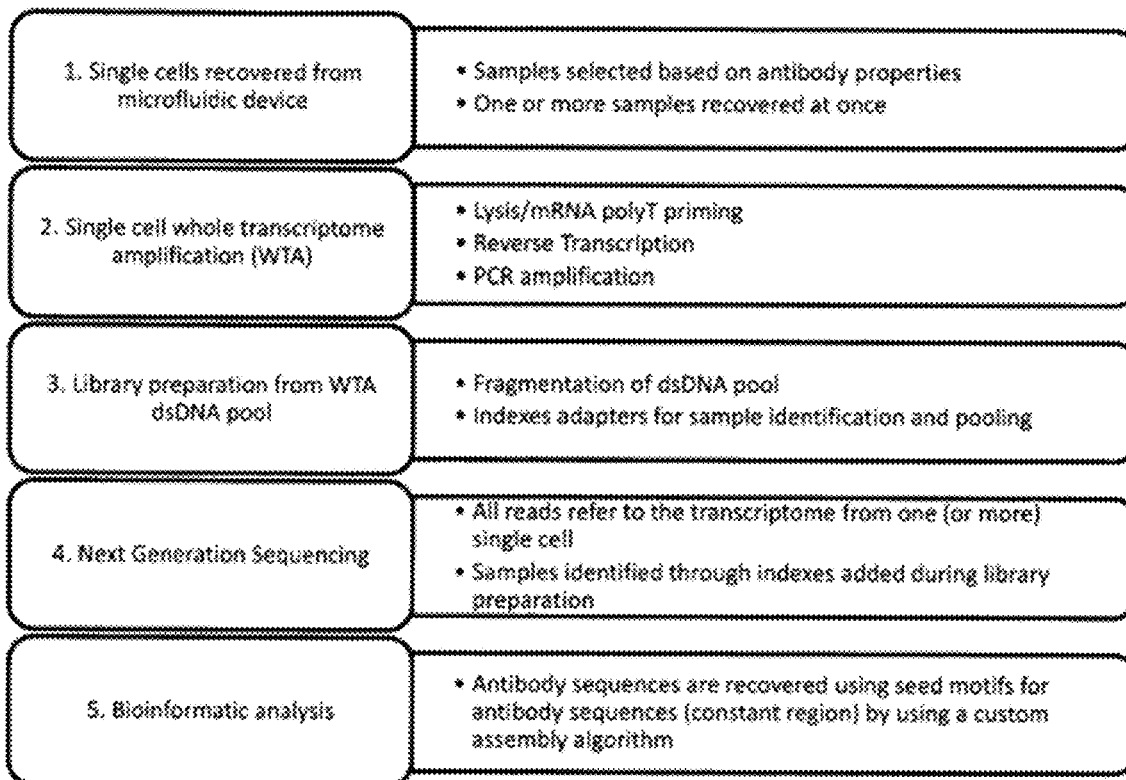 1. Single cells recovered from
microfluidic device
• Samples selected based on antibody properties
• One or more samples recovered at once
2. Single cell whole transcriptome
amplification (WTA)
• Lysis/mRNA polyT priming
• Reverse Transcription
• PCR amplification
3. Library preparation from WTA
dsDNA pool
• Fragmentation of dsDNA pool
• Indexes adapters for sample identification and pooling
4. Next Generation Sequencing
• All reads refer to the transcriptome from one (or more)
single cell
• Samples identified through indexes added during library
preparation
5. Bioinformatic analysis
• Antibody sequences are recovered using seed motifs for
antibody sequences (constant region) by using a custom
assembly algorithm